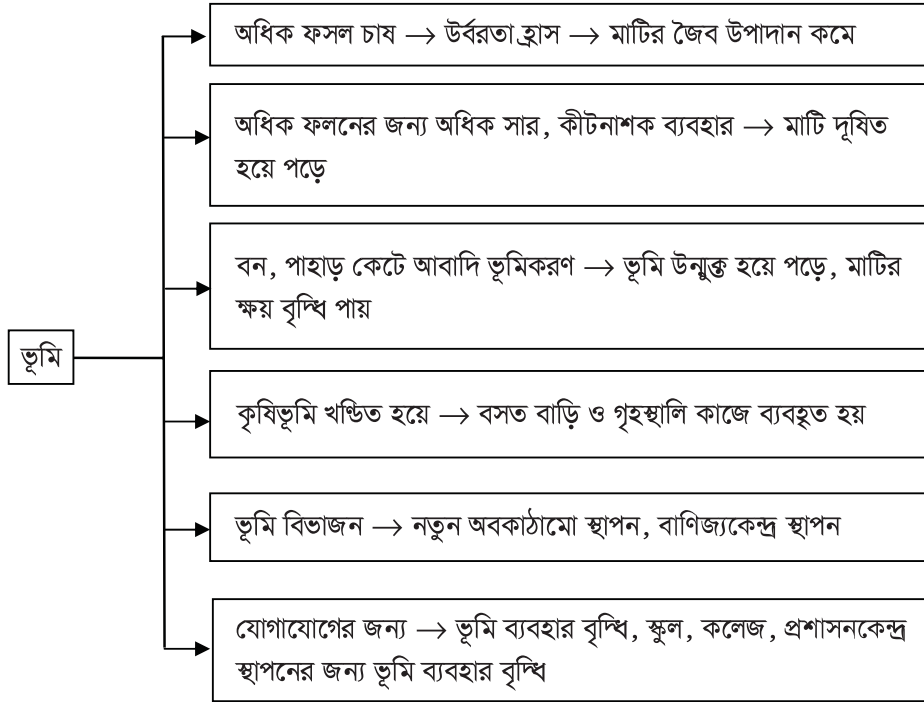 অধিক ফসল চাষ → উর্বরতা হ্রাস → মাটির জৈব উপাদান কমে
অধিক ফলনের জন্য অধিক সার, কীটনাশক ব্যবহার → মাটি দূষিত
হয়ে পড়ে
বন, পাহাড় কেটে আবাদি ভূমিকরণ → ভূমি উন্মুক্ত হয়ে পড়ে, মাটির
ক্ষয় বৃদ্ধি পায়
ভূমি
কৃষিভূমি খণ্ডিত হয়ে → বসত বাড়ি ও গৃহস্থালি কাজে ব্যবহৃত হয়
ভূমি বিভাজন → নতুন অবকাঠামো স্থাপন, বাণিজ্যকেন্দ্র স্থাপন
যোগাযোগের জন্য → ভূমি ব্যবহার বৃদ্ধি, স্কুল, কলেজ, প্রশাসনকেন্দ্র
স্থাপনের জন্য ভূমি ব্যবহার বৃদ্ধি